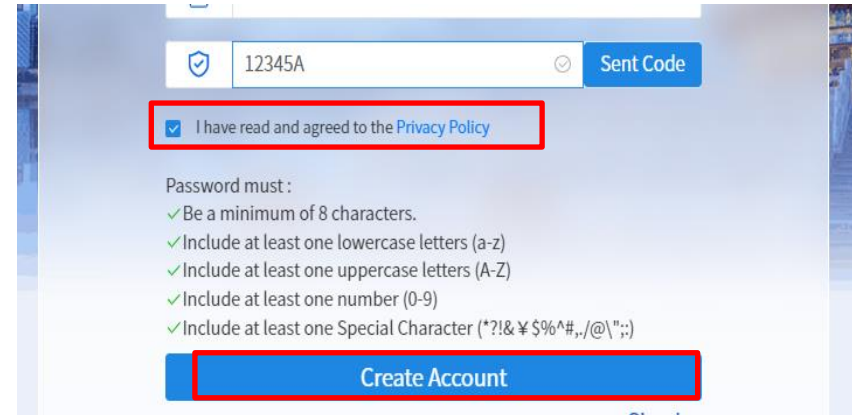 12345A
Sent Code
I have read and agreed to the Privacy Policy
Password must :
Be a minimum of 8 characters.
Include at least one lowercase letters (a-z)
Include at least one uppercase letters (A-Z)
Include at least one number (0-9)
Include at least one Special Character (*?!&¥$%^#,./@\";:)
Create Account